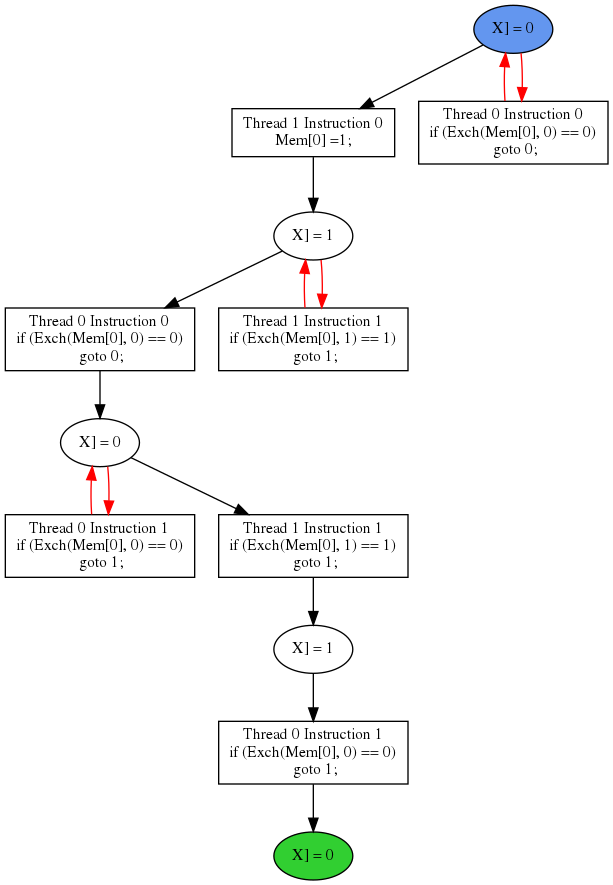 X] = 0
Thread 1 Instruction 0
Mem[0] =1;
Thread 0 Instruction 0
if (Exch(Mem[0], 0) == 0)
goto 0;
X] = 1
Thread 0 Instruction 0
if (Exch(Mem[0], 0) == 0)
goto 0;
Thread 1 Instruction 1
if (Exch(Mem[0], 1) == 1)
goto 1;
X] = 0
Thread 0 Instruction 1
if (Exch(Mem[0], 0) == 0)
goto 1;
Thread 1 Instruction 1
if (Exch(Mem[0], 1) == 1)
goto 1;
X] = 1
Thread 0 Instruction 1
if (Exch(Mem[0], 0) == 0)
goto 1;
X] = 0